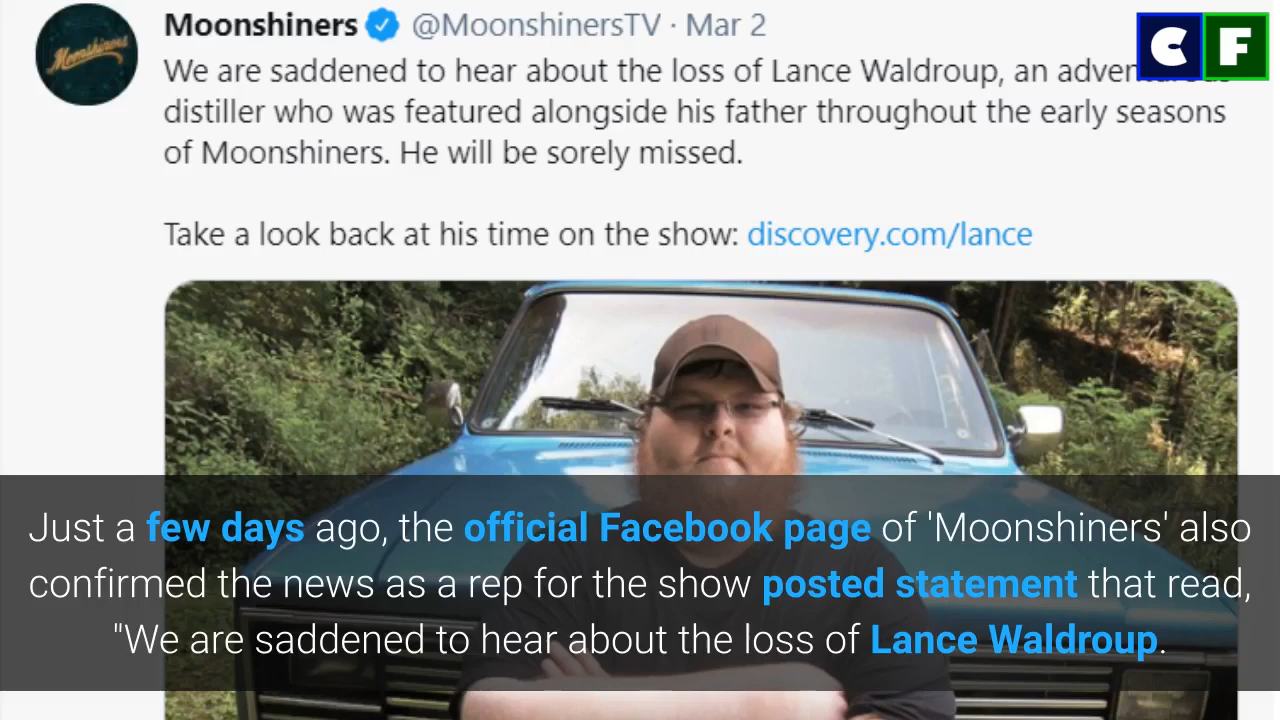 Moonshiners @MoonshinersTV · Mar 2
C F
We are saddened to hear about the loss of Lance Waldroup, an adventurous
distiller who was featured alongside his father throughout the early seasons
of Moonshiners. He will be sorely missed.
Take a look back at his time on the show: discovery.com/lance
Just a few days ago, the official Facebook page of 'Moonshiners' also
confirmed the news as a rep for the show posted statement that read,
"We are saddened to hear about the loss of Lance Waldroup.
Moonshiners